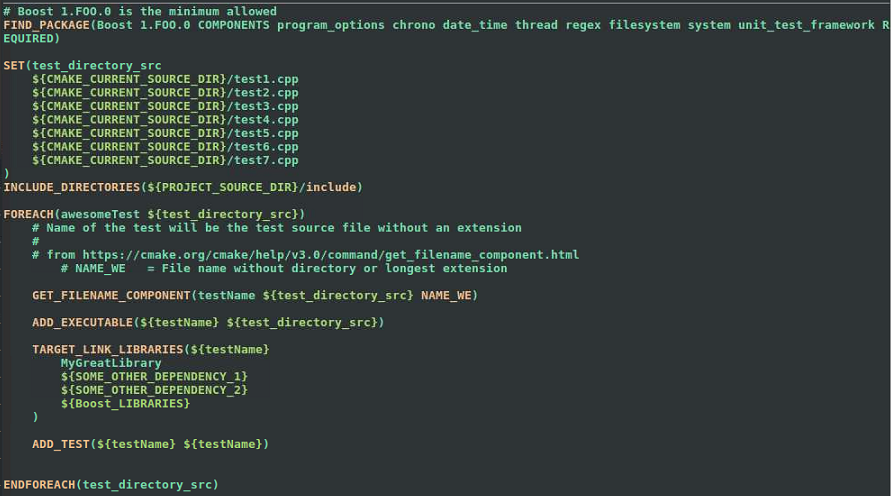 # Boost 1.FOO.0 is the minimum allowed
FIND_PACKAGE(Boost 1.FOO.0 COMPONENTS program_options chrono date_time thread regex filesystem system unit_test_framework R
EQUIRED)
SET(test_directory_src
${CMAKE_CURRENT_SOURCE_DIR}/test1.cpp
${CMAKE_CURRENT_SOURCE_DIR}/test2.cpp
${CMAKE_CURRENT_SOURCE_DIR}/test3.cpp
${CMAKE_CURRENT_SOURCE_DIR}/test4.cpp
${CMAKE_CURRENT_SOURCE_DIR}/test5.cpp
${CMAKE_CURRENT_SOURCE_DIR}/test6.cpp
${CMAKE_CURRENT_SOURCE_DIR}/test7.cpp
)
INCLUDE_DIRECTORIES(${PROJECT_SOURCE_DIR}/include)
FOREACH(awesomeTest ${test_directory_src})
# Name of the test will be the test source file without an extension
#
# from https://cmake.org/cmake/help/v3.0/command/get_filename_component.html
# NAME_WE = File name without directory or longest extension
GET_FILENAME_COMPONENT(testName ${test_directory_src} NAME_WE)
ADD_EXECUTABLE(${testName} ${test_directory_src})
TARGET_LINK_LIBRARIES(${testName}
MyGreatLibrary
${SOME_OTHER_DEPENDENCY_1}
${SOME_OTHER_DEPENDENCY_2}
${Boost_LIBRARIES}
)
ADD_TEST(${testName} ${testName})
ENDFOREACH(test_directory_src)